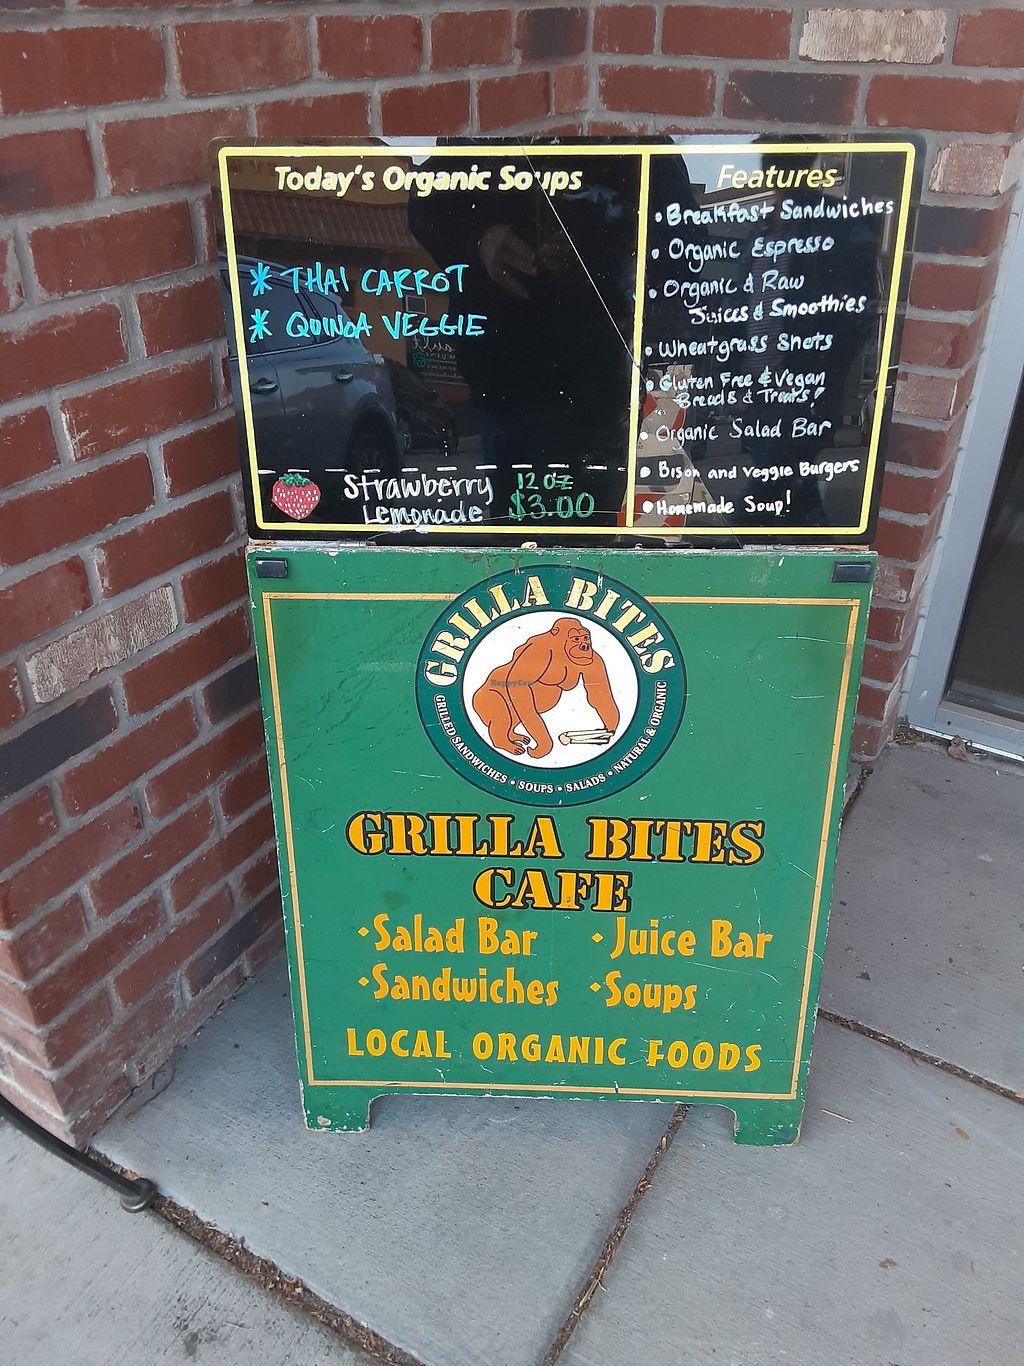 Today's Organic Soups
* THAI CARROT
* QUINOA VEGGIE
Strawberry 12 oz
Lemonade $3.00
Features
• Breakfast Sandwiches
• Organic Espresso
• Organic & Raw
Juices & Smoothies
• Wheatgrass Shots
• Gluten Free & Vegan
Breads & Treats!
• Organic Salad Bar
• Bison and Veggie Burgers
• Homemade Soup!
GRILLA BITES
HappyCow
GRILLED SANDWICHES • SOUPS • SALADS • NATURAL & ORGANIC
GRILLA BITES
CAFE
• Salad Bar • Juice Bar
• Sandwiches • Soups
LOCAL ORGANIC FOODS